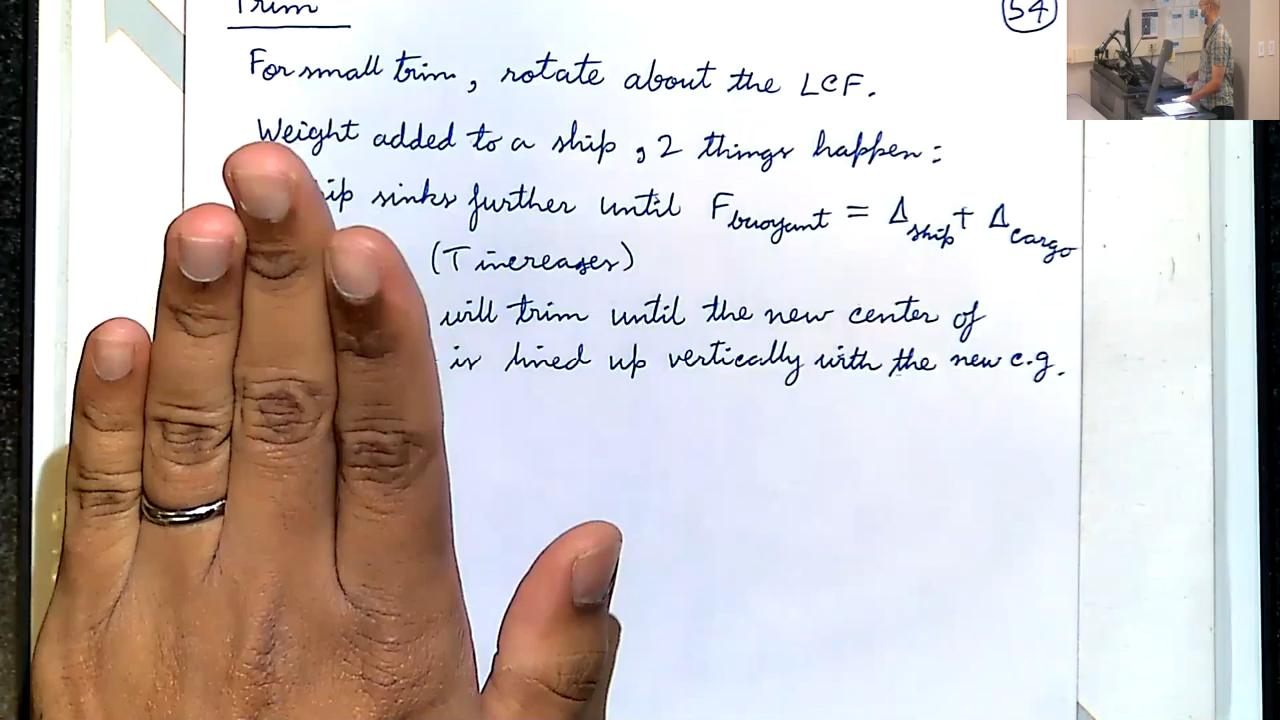 Trim
54
For small trim, rotate about the LCF.
Weight added to a ship, 2 things happen:
ip sinks further until F buoyant = Δ ship + Δ cargo
(T increases)
will trim until the new center of
is lined up vertically with the new c.g.